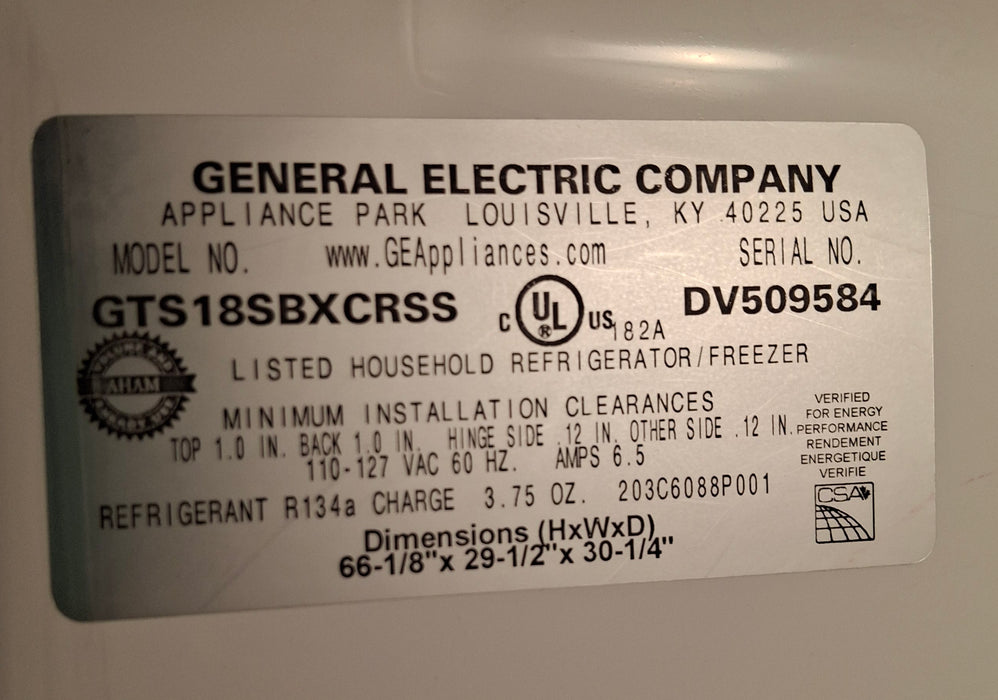 GENERAL ELECTRIC COMPANY
APPLIANCE PARK LOUISVILLE, KY 40225 USA
MODEL NO. www.GEAppliances.com SERIAL NO.
GTS18SBXCRSS C UL ® US 182A DV509584
AHAM
LISTED HOUSEHOLD REFRIGERATOR/FREEZER
MINIMUM INSTALLATION CLEARANCES
TOP 1.0 IN. BACK 1.0 IN. HINGE SIDE .12 IN. OTHER SIDE .12 IN.
110-127 VAC 60 HZ. AMPS 6.5
REFRIGERANT R134a CHARGE 3.75 OZ. 203C6088P001
Dimensions (HxWxD)
66-1/8"x 29-1/2"x 30-1/4"
VERIFIED
FOR ENERGY
PERFORMANCE
RENDEMENT
ENERGETIQUE
VERIFIE
CSA